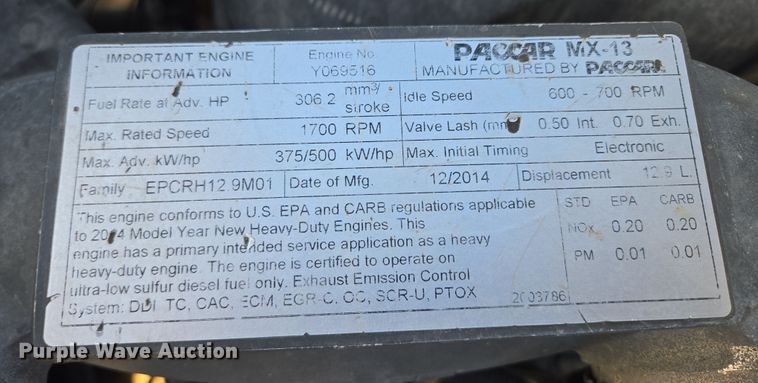 IMPORTANT ENGINE INFORMATION
Engine No. Y069516
PACCAR MX-13
MANUFACTURED BY PACCAR
Fuel Rate at Adv. HP 306.2 mm³/stroke
Idle Speed 600 - 700 RPM
Max. Rated Speed 1700 RPM
Valve Lash (mm) 0.50 Int. 0.70 Exh.
Max. Adv. kW/hp 375/500 kW/hp
Max. Initial Timing Electronic
Family EPCRH12.9M01
Date of Mfg. 12/2014
Displacement 12.9 L.
This engine conforms to U.S. EPA and CARB regulations applicable
to 2014 Model Year New Heavy-Duty Engines. This
engine has a primary intended service application as a heavy
heavy-duty engine. The engine is certified to operate on
ultra-low sulfur diesel fuel only. Exhaust Emission Control
System: DDI, TC, CAC, ECM, EGR-C, OC, SCR-U, PTOX
STD EPA CARB
NOx 0.20 0.20
PM 0.01 0.01
2003786
Purple Wave Auction